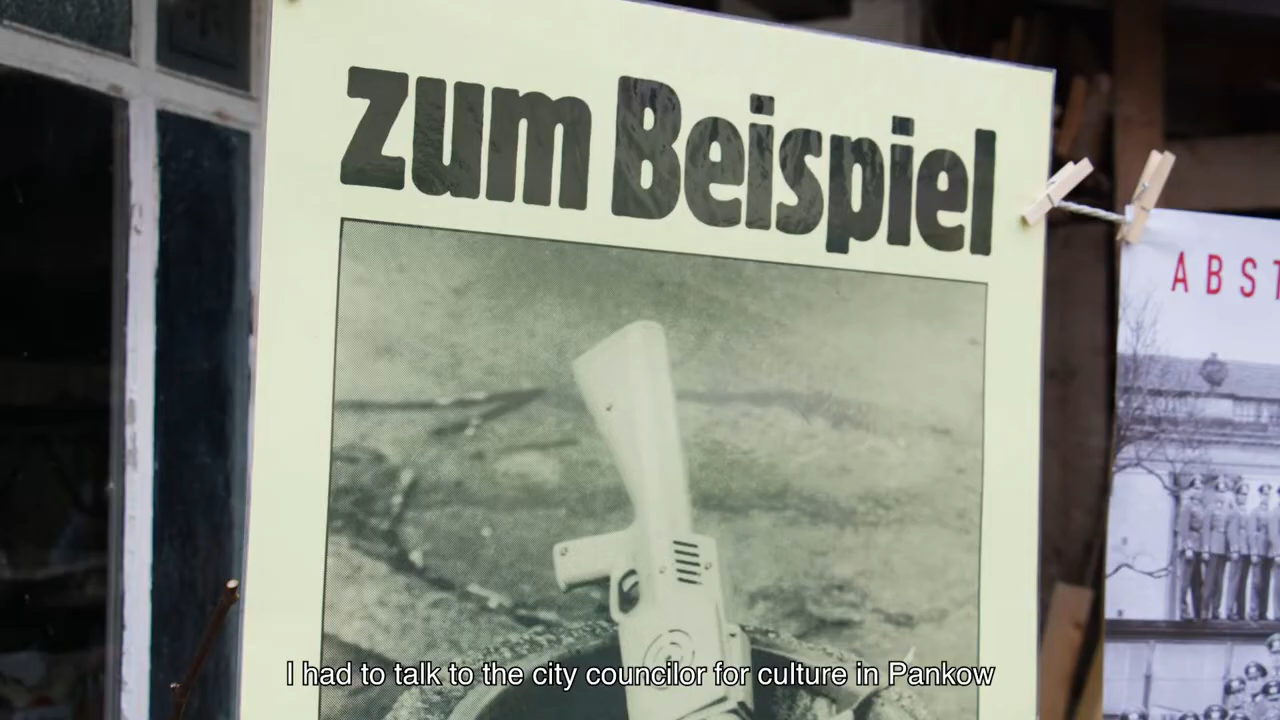 zum Beispiel
ABST
I had to talk to the city councilor for culture in Pankow